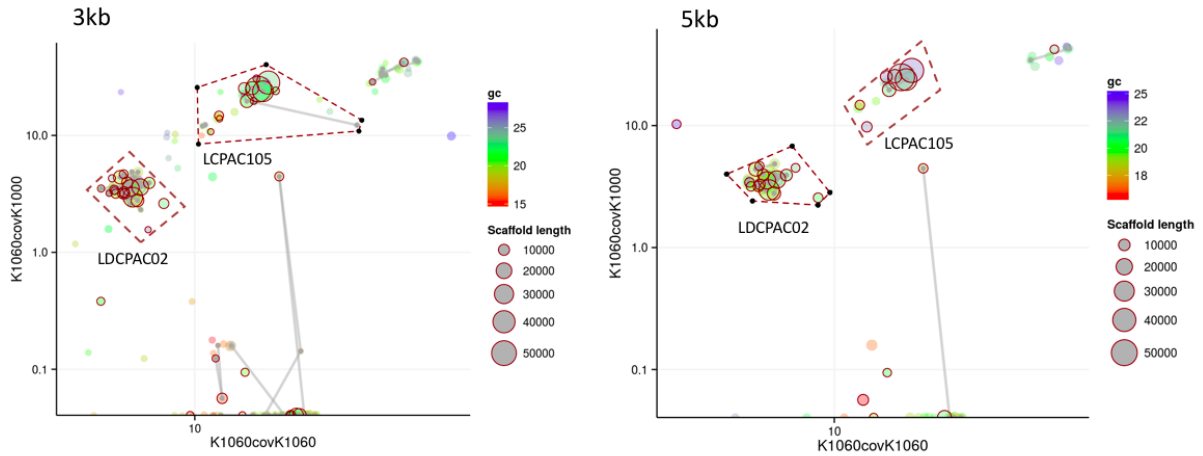 3kb
K1060covK1000
10.0
1.0
0.1
10
K1060covK1060
LCPAC105
LDCPAC02
gc
25
20
15
Scaffold length
10000
20000
30000
40000
50000
5kb
K1060covK1000
10.0
1.0
0.1
10
K1060covK1060
LCPAC105
LDCPAC02
gc
25
22
20
18
Scaffold length
10000
20000
30000
40000
50000